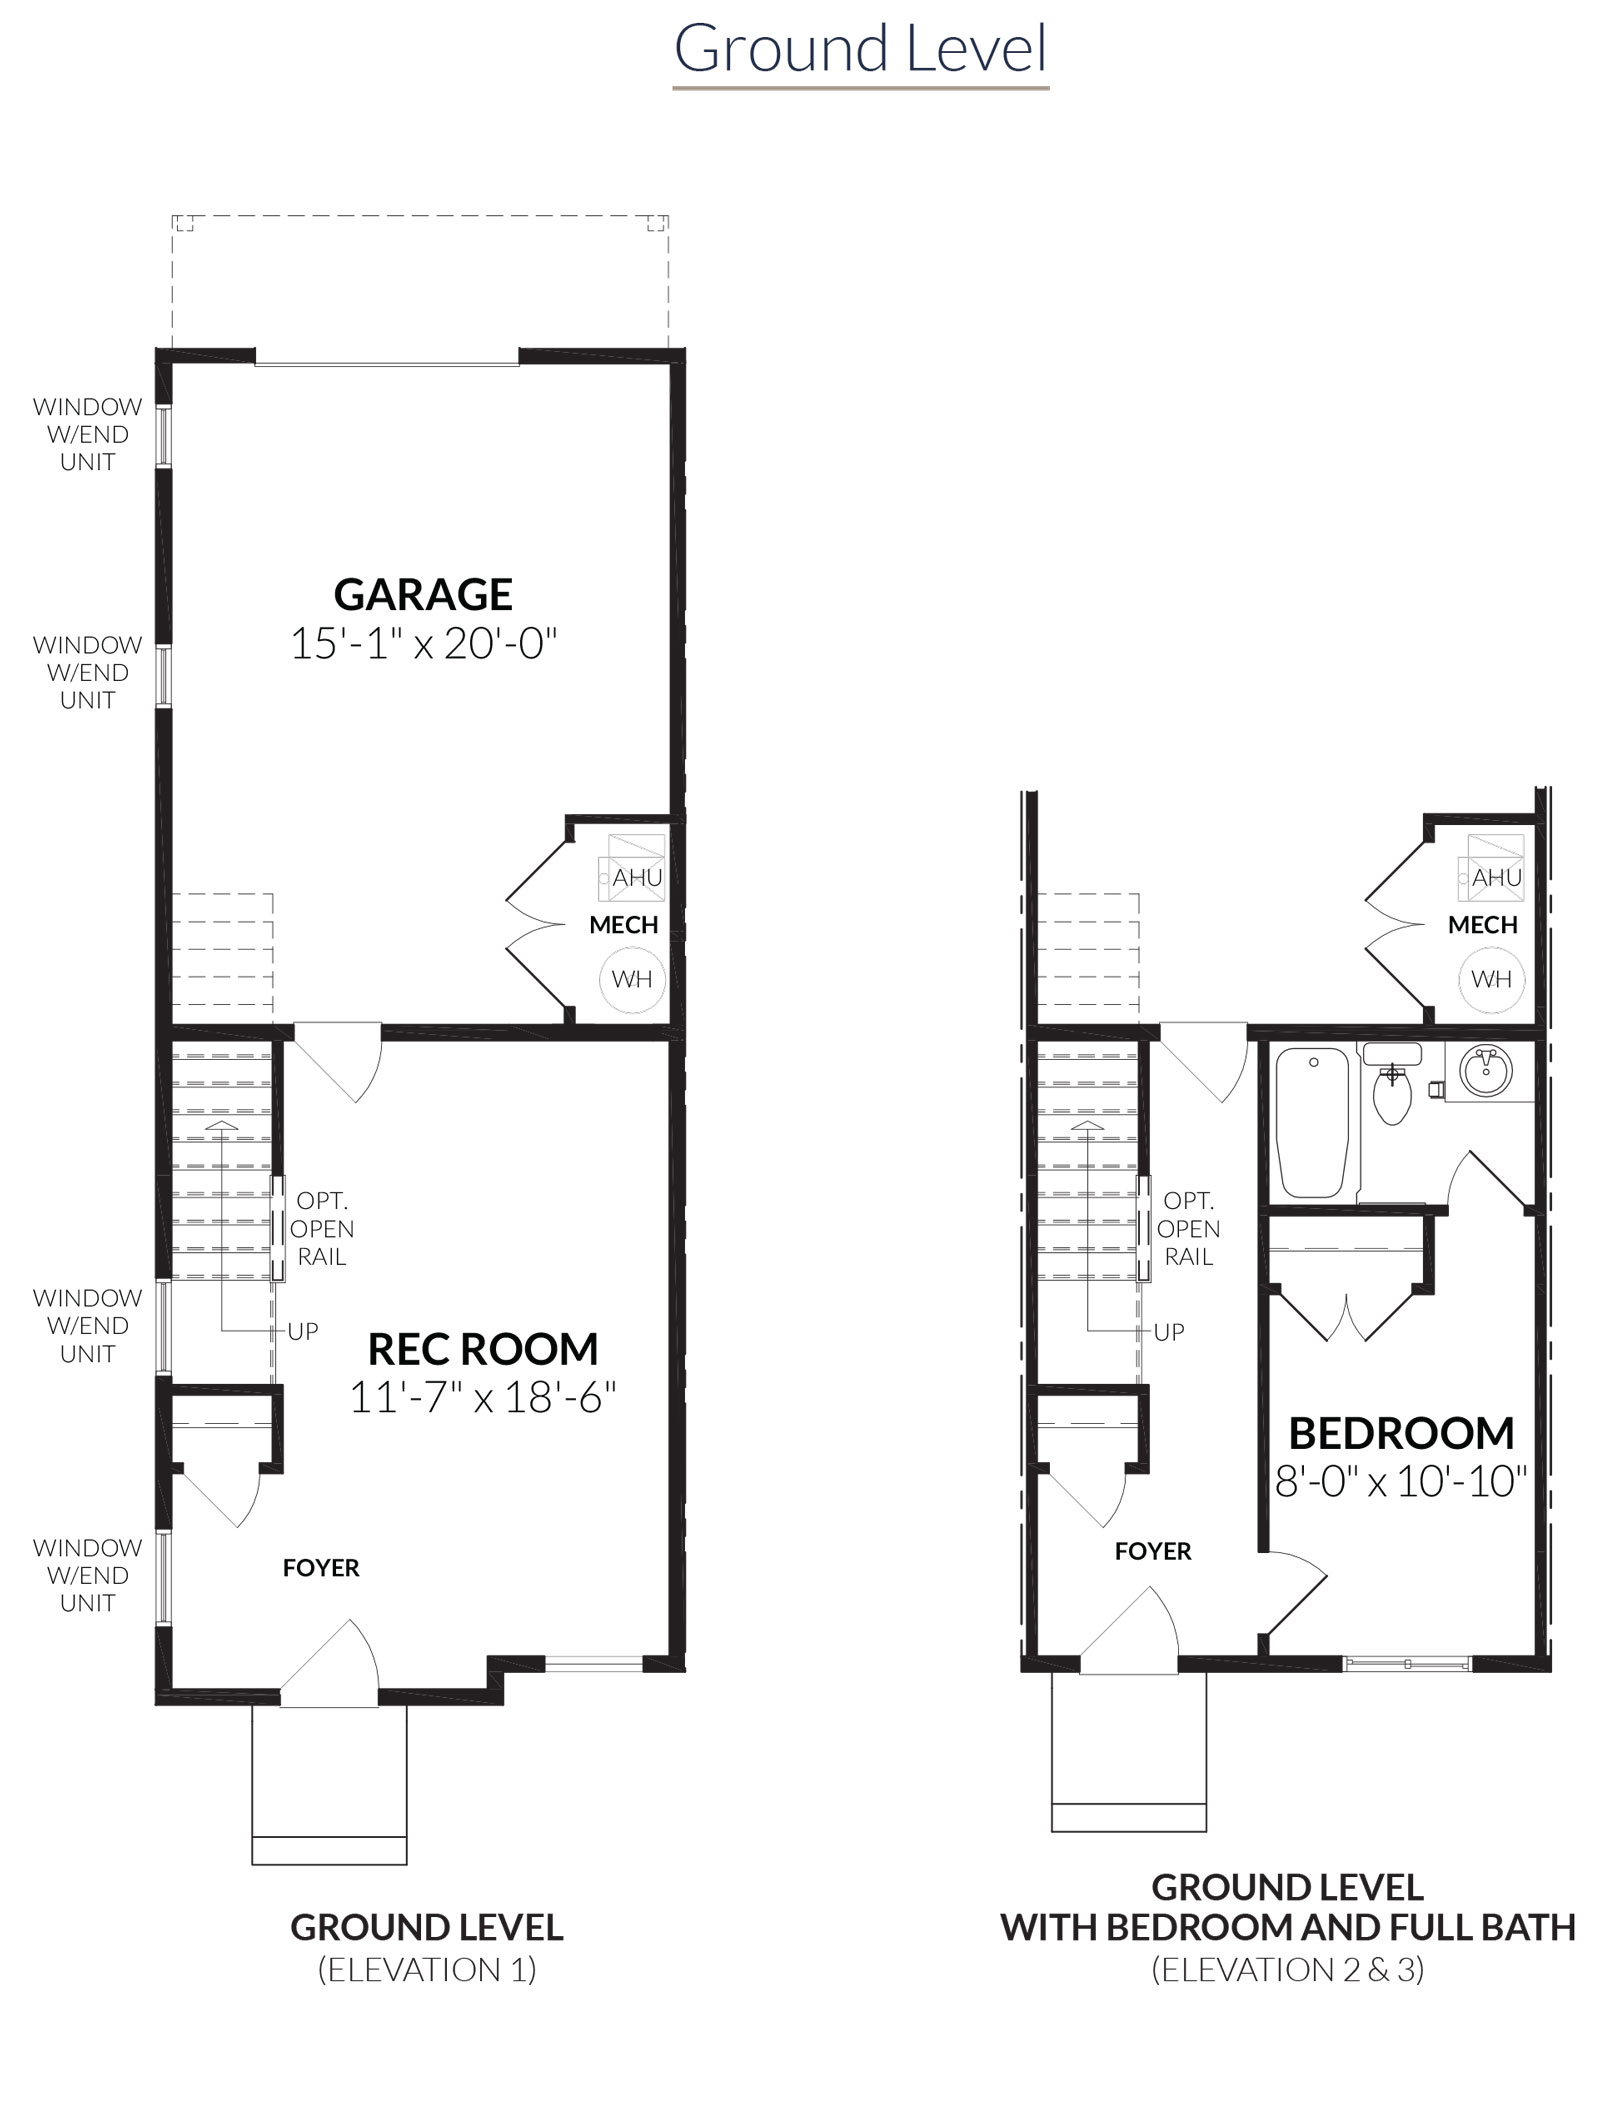 Ground Level
WINDOW
W/END
UNIT
GARAGE
15'-1" x 20'-0"
WINDOW
W/END
UNIT
AHU
MECH
WH
OPT.
OPEN
RAIL
WINDOW
W/END
UNIT
UP
REC ROOM
11'-7" x 18'-6"
WINDOW
W/END
UNIT
FOYER
GROUND LEVEL
(ELEVATION 1)
AHU
MECH
WH
OPT.
OPEN
RAIL
UP
BEDROOM
8'-0" x 10'-10"
FOYER
GROUND LEVEL
WITH BEDROOM AND FULL BATH
(ELEVATION 2 & 3)